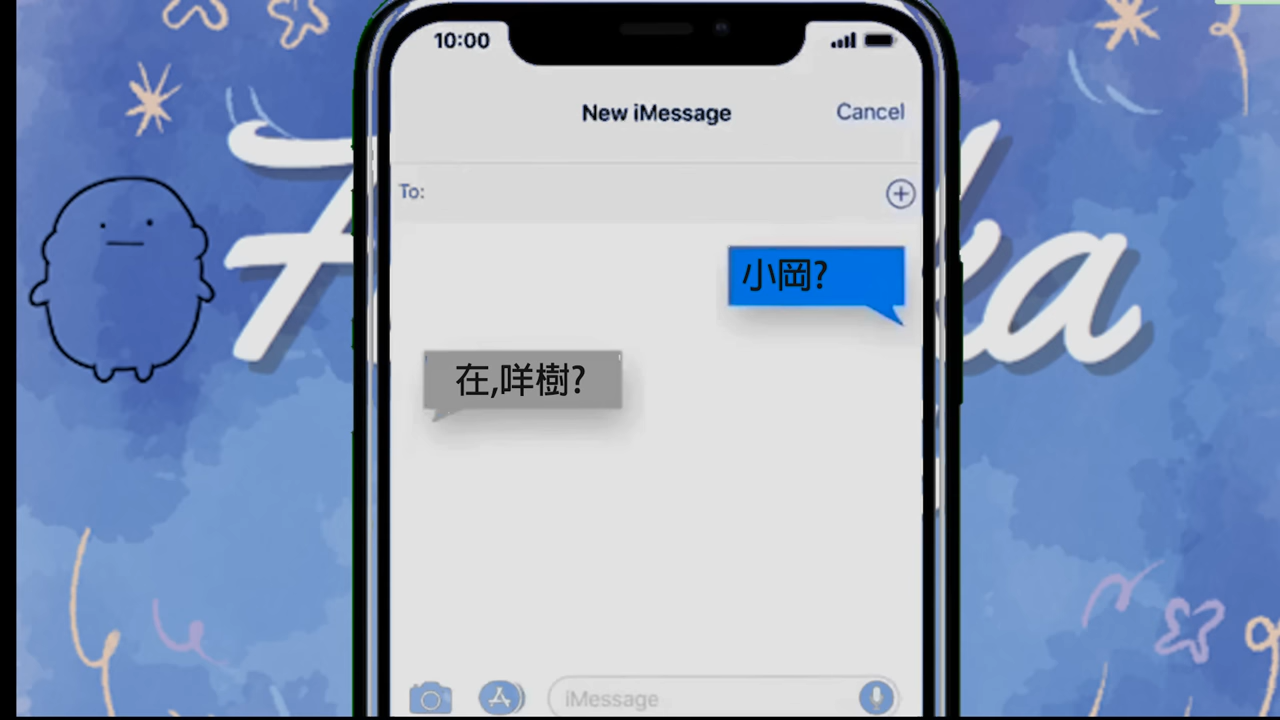 10:00
New iMessage
Cancel
To:
小岡?
在,咩樹?
iMessage